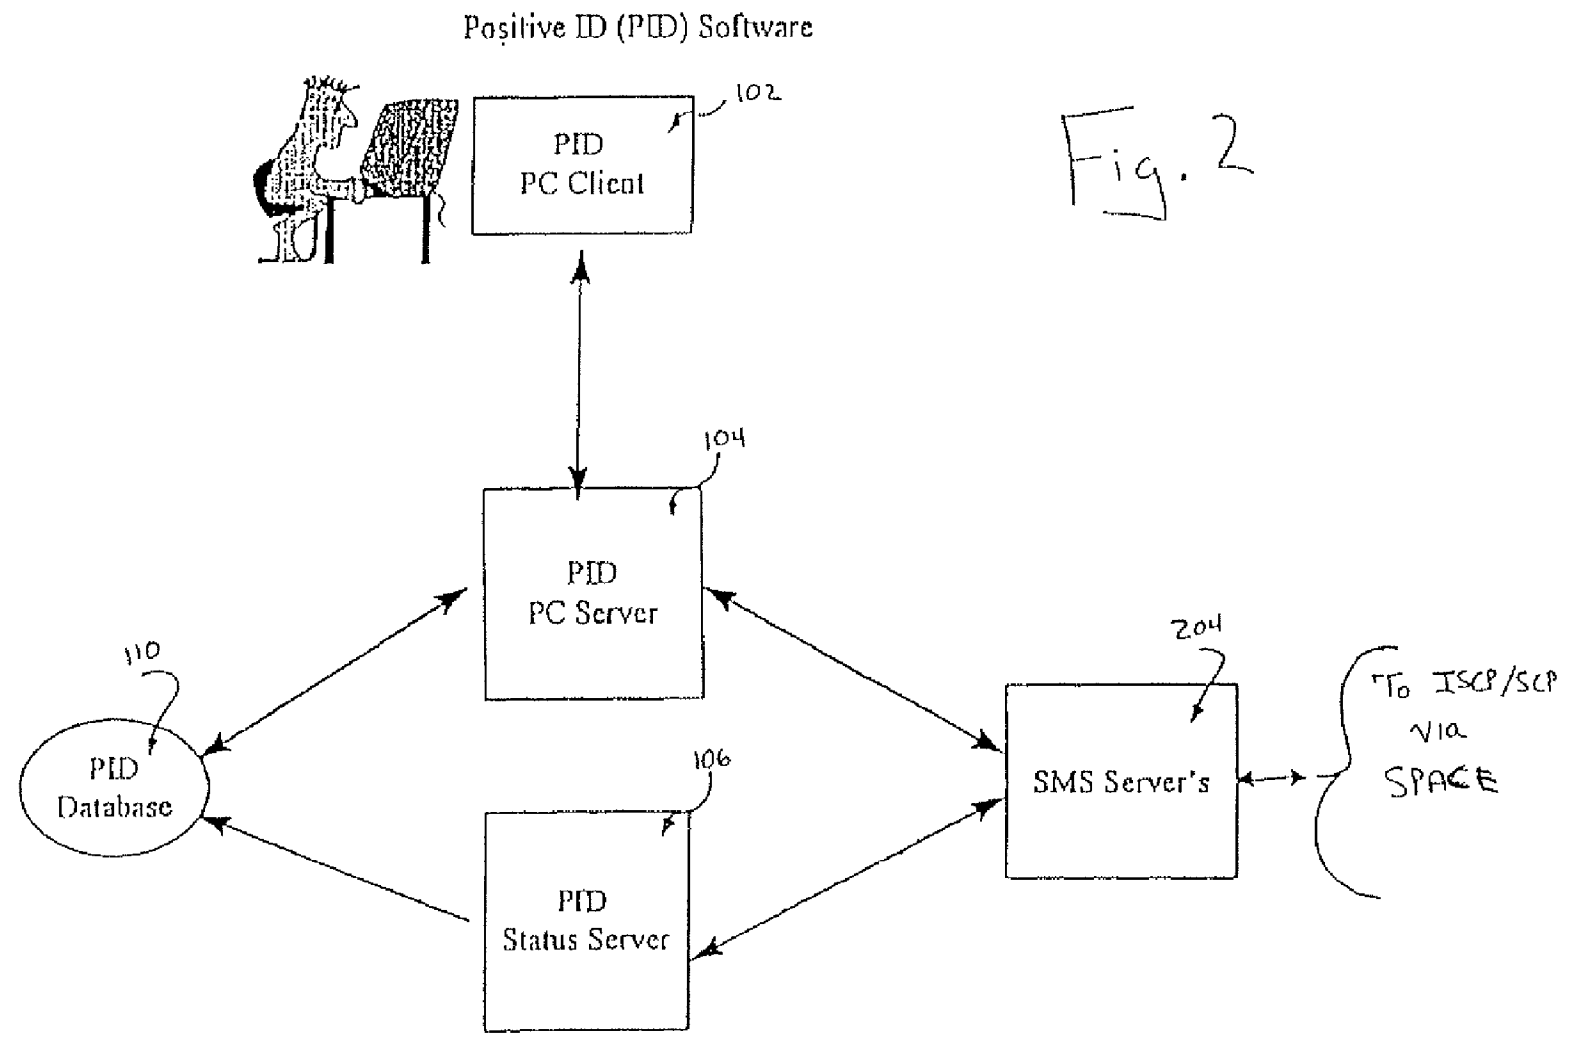 Positive ID (PID) Software
102
PID
PC Client
Fig. 2
104
PID
PC Server
204
110
To ISCP/SCP
via
SPACE
106
PID
Database
SMS Server's
PID
Status Server